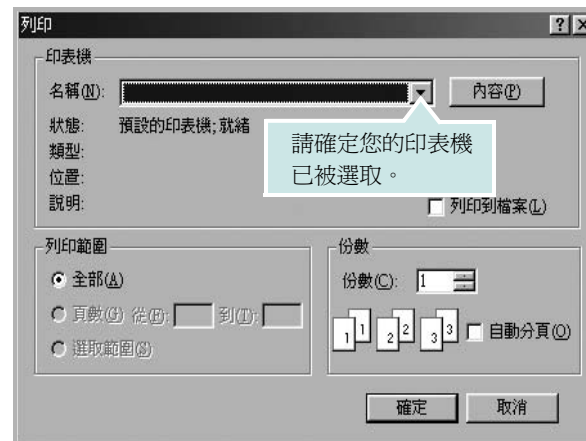 列印
印表機
名稱(N):
內容(P)
狀態: 預設的印表機; 就緒
類型:
位置:
說明:
請確定您的印表機
已被選取。
列印到檔案(L)
列印範圍
全部(A)
頁數(G) 從(F): 到(T):
選取範圍(S)
份數
份數(C): 1
1 1 2 2 3 3
自動分頁(O)
確定 取消